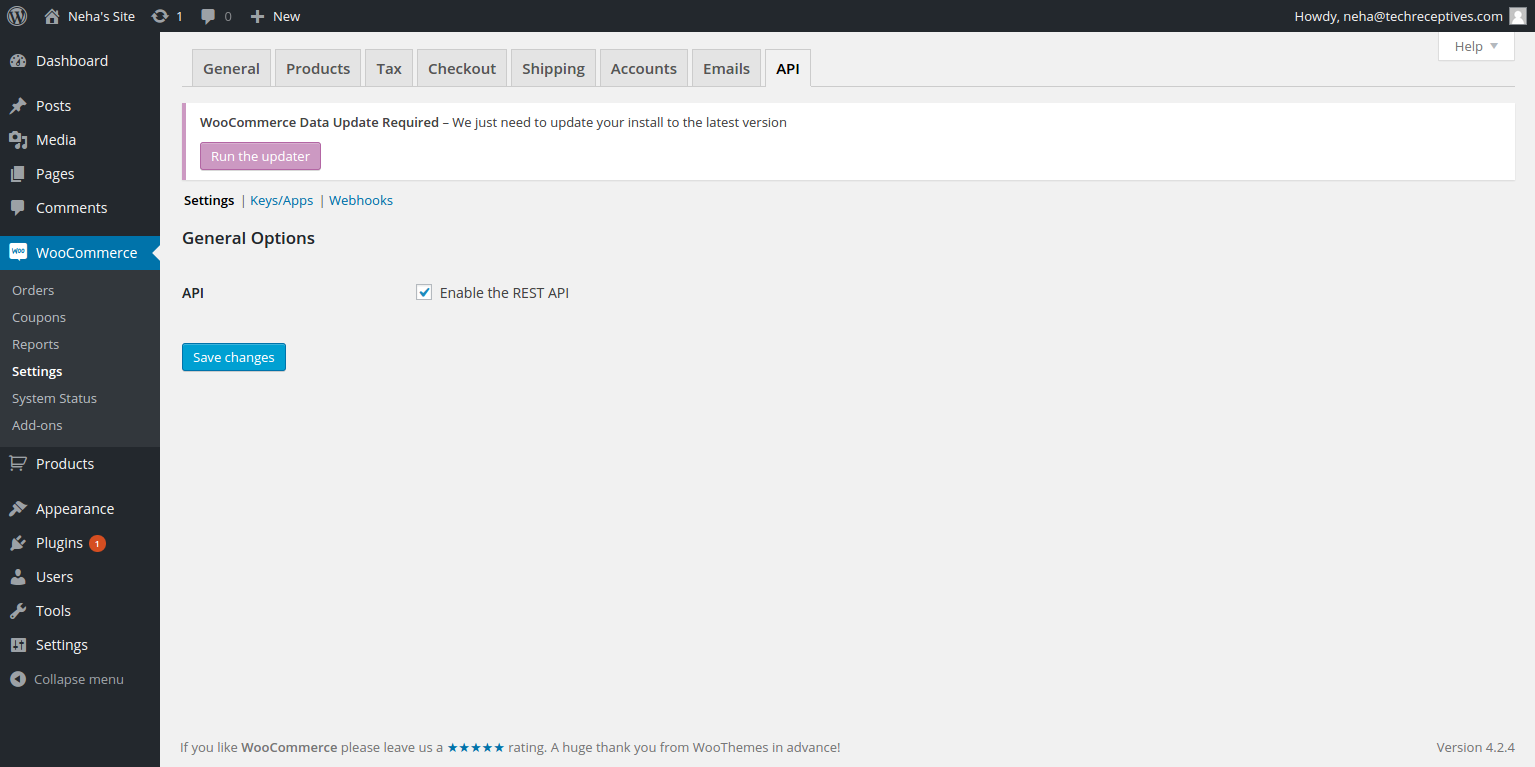 Neha's Site 1 0 New Howdy, neha@techreceptives.com
Help
General Products Tax Checkout Shipping Accounts Emails API
WooCommerce Data Update Required – We just need to update your install to the latest version
Run the updater
Settings | Keys/Apps | Webhooks
General Options
API Enable the REST API
Save changes
Dashboard
Posts
Media
Pages
Comments
Woo WooCommerce
Orders
Coupons
Reports
Settings
System Status
Add-ons
Products
Appearance
Plugins 1
Users
Tools
Settings
Collapse menu
If you like WooCommerce please leave us a ★★★★★ rating. A huge thank you from WooThemes in advance! Version 4.2.4